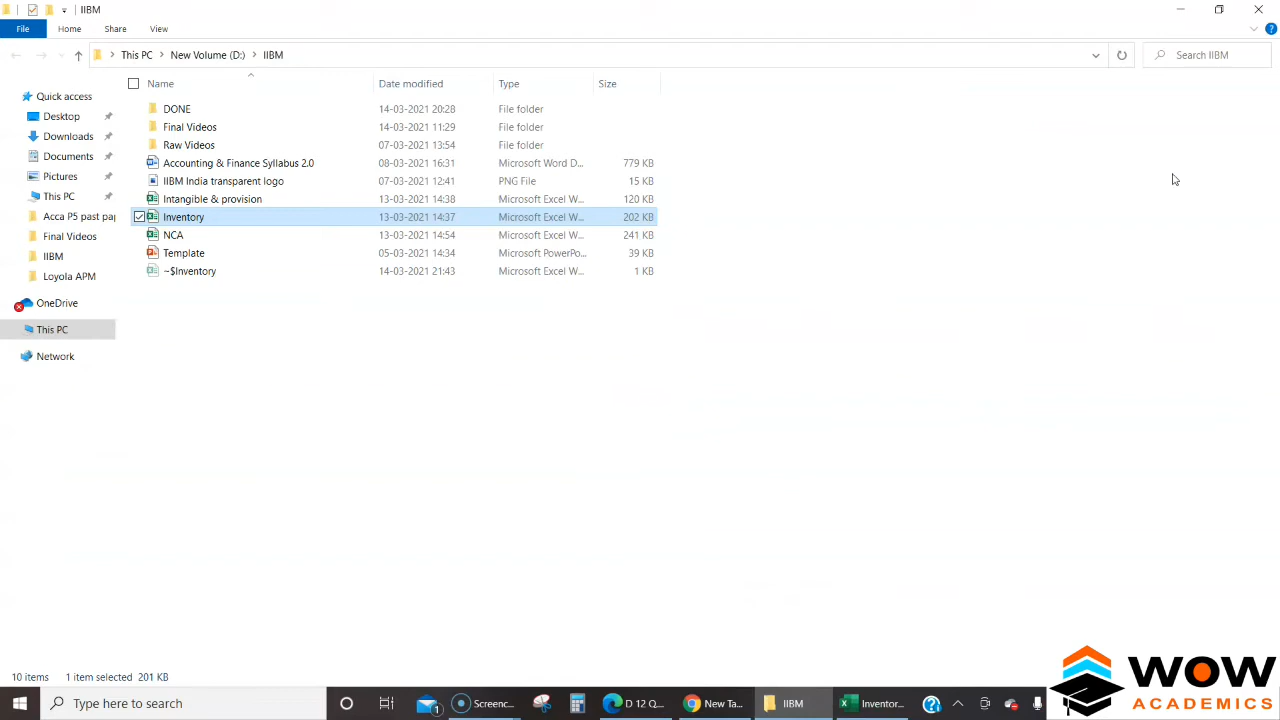 IIBM
File Home Share View
This PC New Volume (D:) IIBM Search IIBM
Name Date modified Type Size
Quick access
Desktop
Downloads
Documents
Pictures
This PC
Acca P5 past pap
Final Videos
IIBM
Loyola APM
OneDrive
This PC
Network
DONE 14-03-2021 20:28 File folder
Final Videos 14-03-2021 11:29 File folder
Raw Videos 07-03-2021 13:54 File folder
Accounting & Finance Syllabus 2.0 08-03-2021 16:31 Microsoft Word D... 779 KB
IIBM India transparent logo 07-03-2021 12:41 PNG File 15 KB
Intangible & provision 13-03-2021 14:38 Microsoft Excel W... 120 KB
Inventory 13-03-2021 14:37 Microsoft Excel W... 202 KB
NCA 13-03-2021 14:54 Microsoft Excel W... 241 KB
Template 05-03-2021 14:34 Microsoft PowerPo... 39 KB
~$Inventory 14-03-2021 21:43 Microsoft Excel W... 1 KB
10 items 1 item selected 201 KB
WOW
ACADEMICS
Type here to search 1 Screenc... D 12 Q... New Ta... IIBM Inventor...